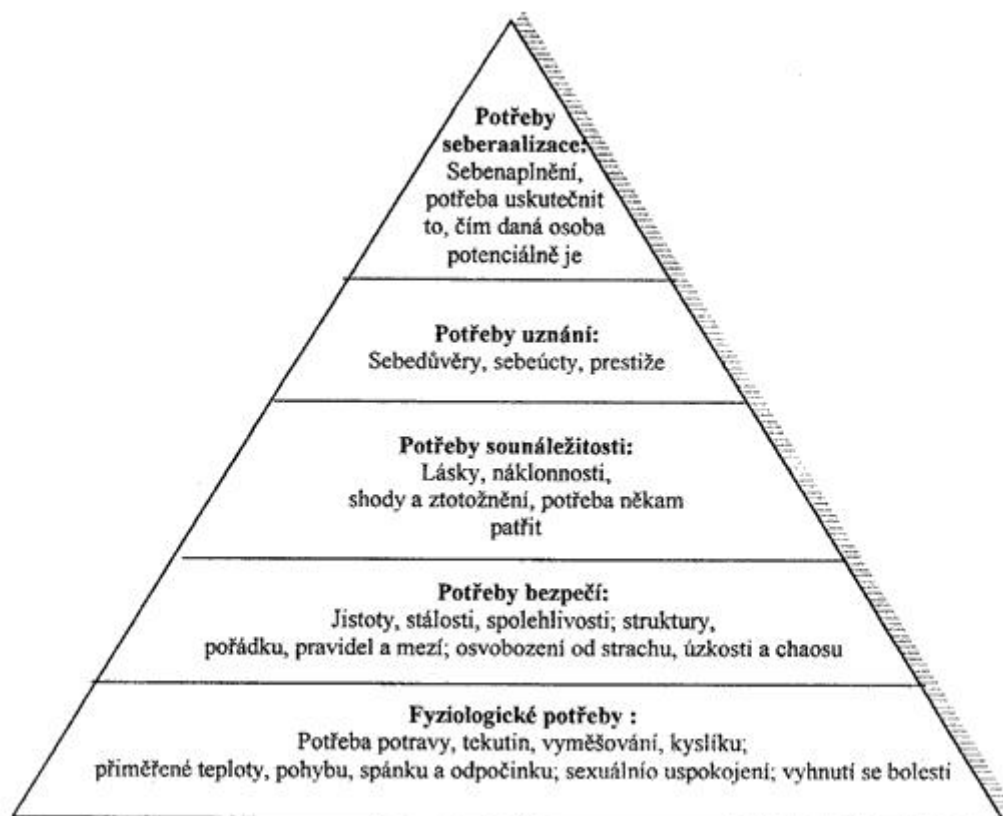 Potřeby
seberaalizace:
Sebenaplnění,
potřeba uskutečnit
to, čím daná osoba
potenciálně je
Potřeby uznání:
Sebedůvěry, sebeúcty, prestiže
Potřeby sounáležitosti:
Lásky, náklonnosti,
shody a ztotožnění, potřeba někam
patřit
Potřeby bezpečí:
Jistoty, stálosti, spolehlivosti; struktury,
pořádku, pravidel a mezí; osvobození od strachu, úzkosti a chaosu
Fyziologické potřeby :
Potřeba potravy, tekutin, vyměšování, kyslíku;
přiměřené teploty, pohybu, spánku a odpočinku; sexuálnío uspokojení; vyhnutí se bolesti